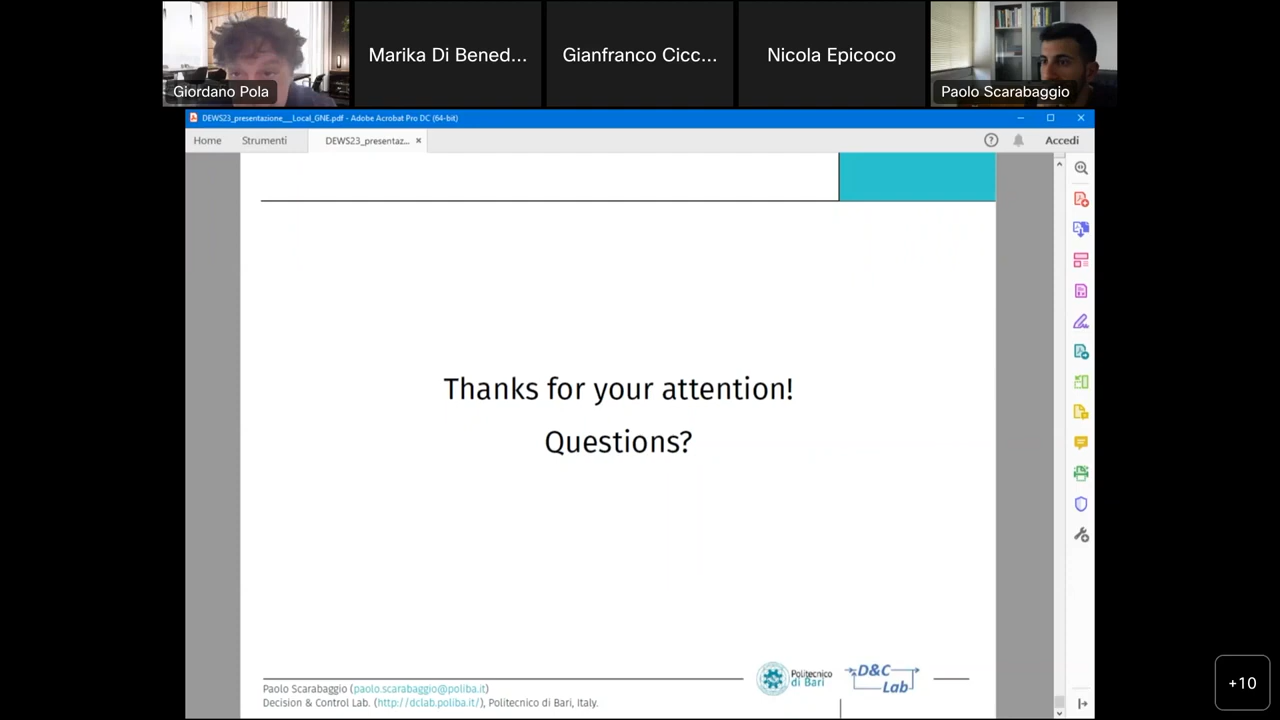 Giordano Pola
Marika Di Bened...
Gianfranco Cicc...
Nicola Epicoco
Paolo Scarabaggio
DEWS23_presentazione___Local_GNE.pdf - Adobe Acrobat Pro DC (64-bit)
Home
Strumenti
DEWS23_presentaz...
Accedi
Thanks for your attention!
Questions?
Paolo Scarabaggio (paolo.scarabaggio@poliba.it)
Decision & Control Lab. (http://dclab.poliba.it/), Politecnico di Bari, Italy.
Politecnico
di Bari
D&C
Lab
+10